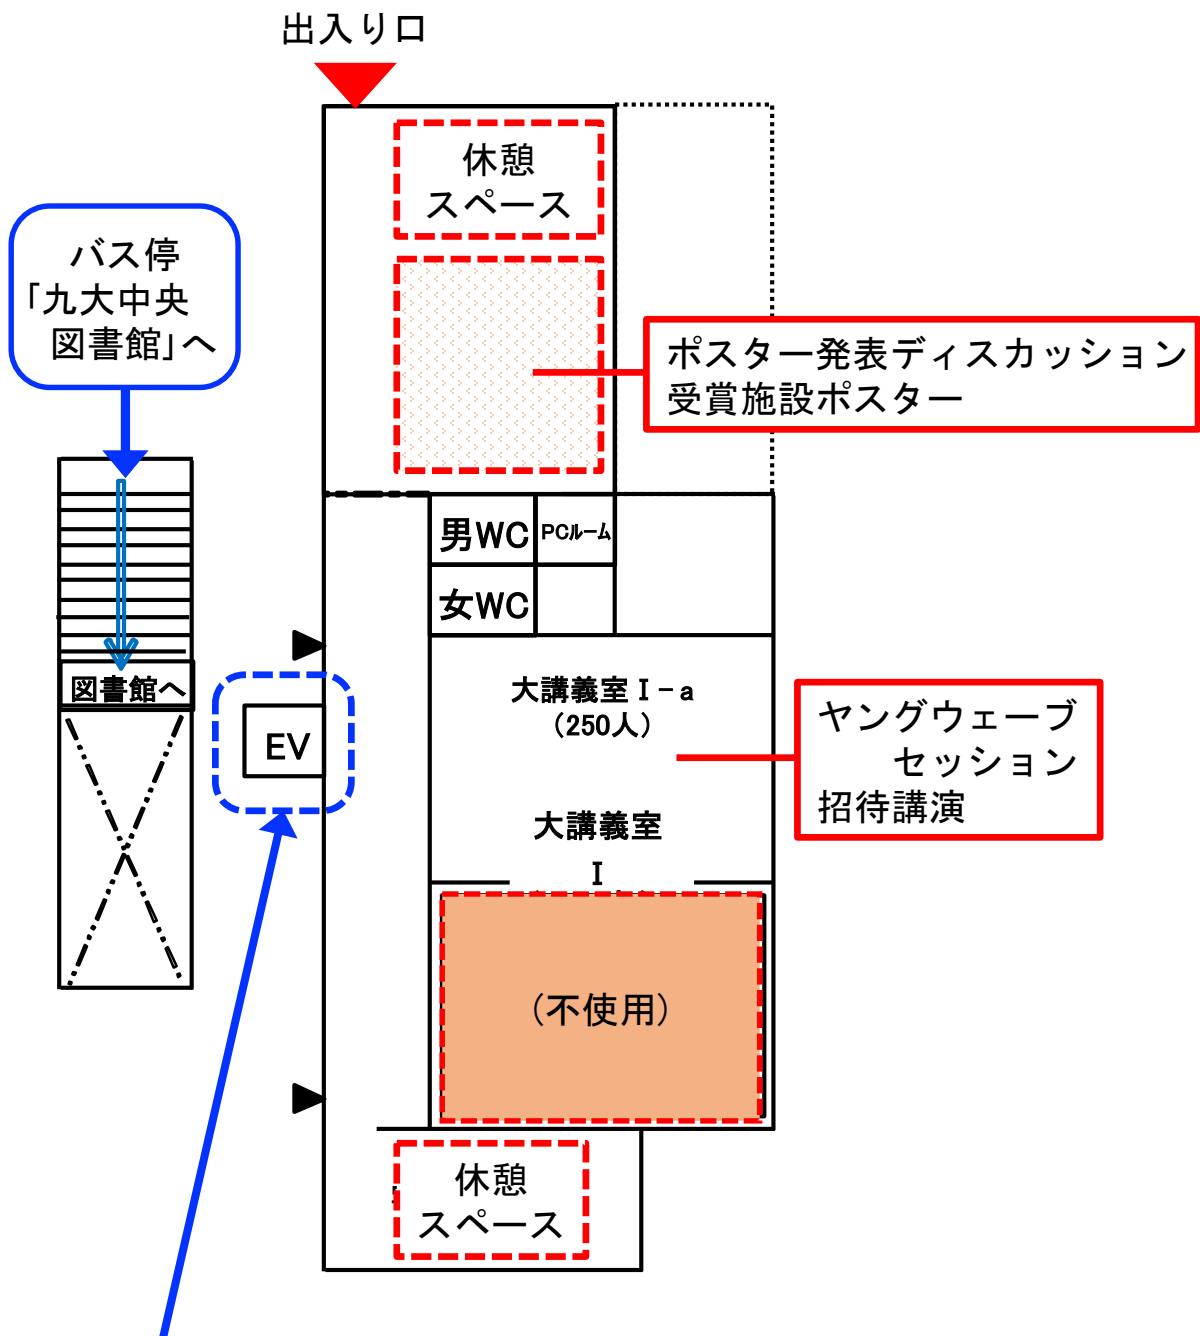 出入り口
休憩
スペース
バス停
「九大中央
図書館」へ
ポスター発表ディスカッション
受賞施設ポスター
男WC
PCルーム
女WC
図書館へ
EV
大講義室Ⅰ-a
(250人)
ヤングウェーブ
セッション
招待講演
大講義室
Ⅰ
(不使用)
休憩
スペース